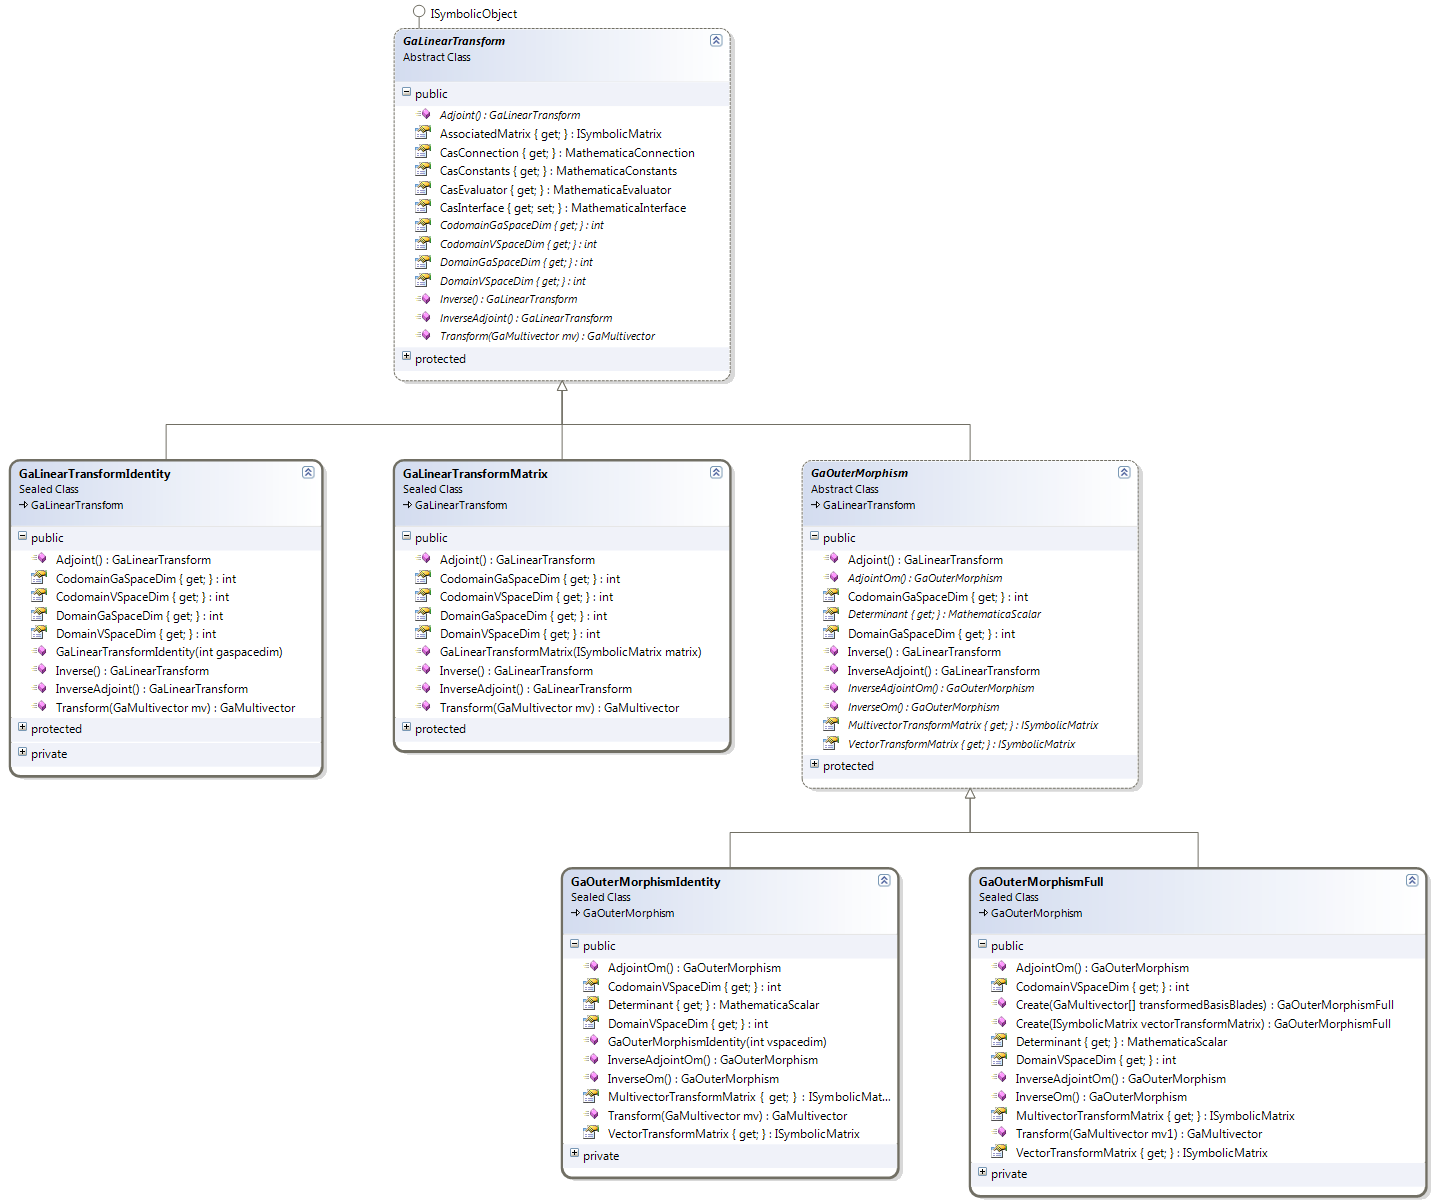 ISymbolicObject
GaLinearTransform
Abstract Class
public
Adjoint() : GaLinearTransform
AssociatedMatrix { get; } : ISymbolicMatrix
CasConnection { get; } : MathematicaConnection
CasConstants { get; } : MathematicaConstants
CasEvaluator { get; } : MathematicaEvaluator
CasInterface { get; set; } : MathematicaInterface
CodomainGaSpaceDim { get; } : int
CodomainVSpaceDim { get; } : int
DomainGaSpaceDim { get; } : int
DomainVSpaceDim { get; } : int
Inverse() : GaLinearTransform
InverseAdjoint() : GaLinearTransform
Transform(GaMultivector mv) : GaMultivector
protected
GaLinearTransformIdentity
Sealed Class
GaLinearTransform
public
Adjoint() : GaLinearTransform
CodomainGaSpaceDim { get; } : int
CodomainVSpaceDim { get; } : int
DomainGaSpaceDim { get; } : int
DomainVSpaceDim { get; } : int
GaLinearTransformIdentity(int gaspacedim)
Inverse() : GaLinearTransform
InverseAdjoint() : GaLinearTransform
Transform(GaMultivector mv) : GaMultivector
protected
private
GaLinearTransformMatrix
Sealed Class
GaLinearTransform
public
Adjoint() : GaLinearTransform
CodomainGaSpaceDim { get; } : int
CodomainVSpaceDim { get; } : int
DomainGaSpaceDim { get; } : int
DomainVSpaceDim { get; } : int
GaLinearTransformMatrix(ISymbolicMatrix matrix)
Inverse() : GaLinearTransform
InverseAdjoint() : GaLinearTransform
Transform(GaMultivector mv) : GaMultivector
protected
GaOuterMorphism
Abstract Class
GaLinearTransform
public
Adjoint() : GaLinearTransform
AdjointOm() : GaOuterMorphism
CodomainGaSpaceDim { get; } : int
Determinant { get; } : MathematicaScalar
DomainGaSpaceDim { get; } : int
Inverse() : GaLinearTransform
InverseAdjoint() : GaLinearTransform
InverseAdjointOm() : GaOuterMorphism
InverseOm() : GaOuterMorphism
MultivectorTransformMatrix { get; } : ISymbolicMatrix
VectorTransformMatrix { get; } : ISymbolicMatrix
protected
GaOuterMorphismIdentity
Sealed Class
GaOuterMorphism
public
AdjointOm() : GaOuterMorphism
CodomainVSpaceDim { get; } : int
Determinant { get; } : MathematicaScalar
DomainVSpaceDim { get; } : int
GaOuterMorphismIdentity(int vspacedim)
InverseAdjointOm() : GaOuterMorphism
InverseOm() : GaOuterMorphism
MultivectorTransformMatrix { get; } : ISymbolicMat...
Transform(GaMultivector mv) : GaMultivector
VectorTransformMatrix { get; } : ISymbolicMatrix
private
GaOuterMorphismFull
Sealed Class
GaOuterMorphism
public
AdjointOm() : GaOuterMorphism
CodomainVSpaceDim { get; } : int
Create(GaMultivector[] transformedBasisBlades) : GaOuterMorphismFull
Create(ISymbolicMatrix vectorTransformMatrix) : GaOuterMorphismFull
Determinant { get; } : MathematicaScalar
DomainVSpaceDim { get; } : int
InverseAdjointOm() : GaOuterMorphism
InverseOm() : GaOuterMorphism
MultivectorTransformMatrix { get; } : ISymbolicMatrix
Transform(GaMultivector mv1) : GaMultivector
VectorTransformMatrix { get; } : ISymbolicMatrix
private